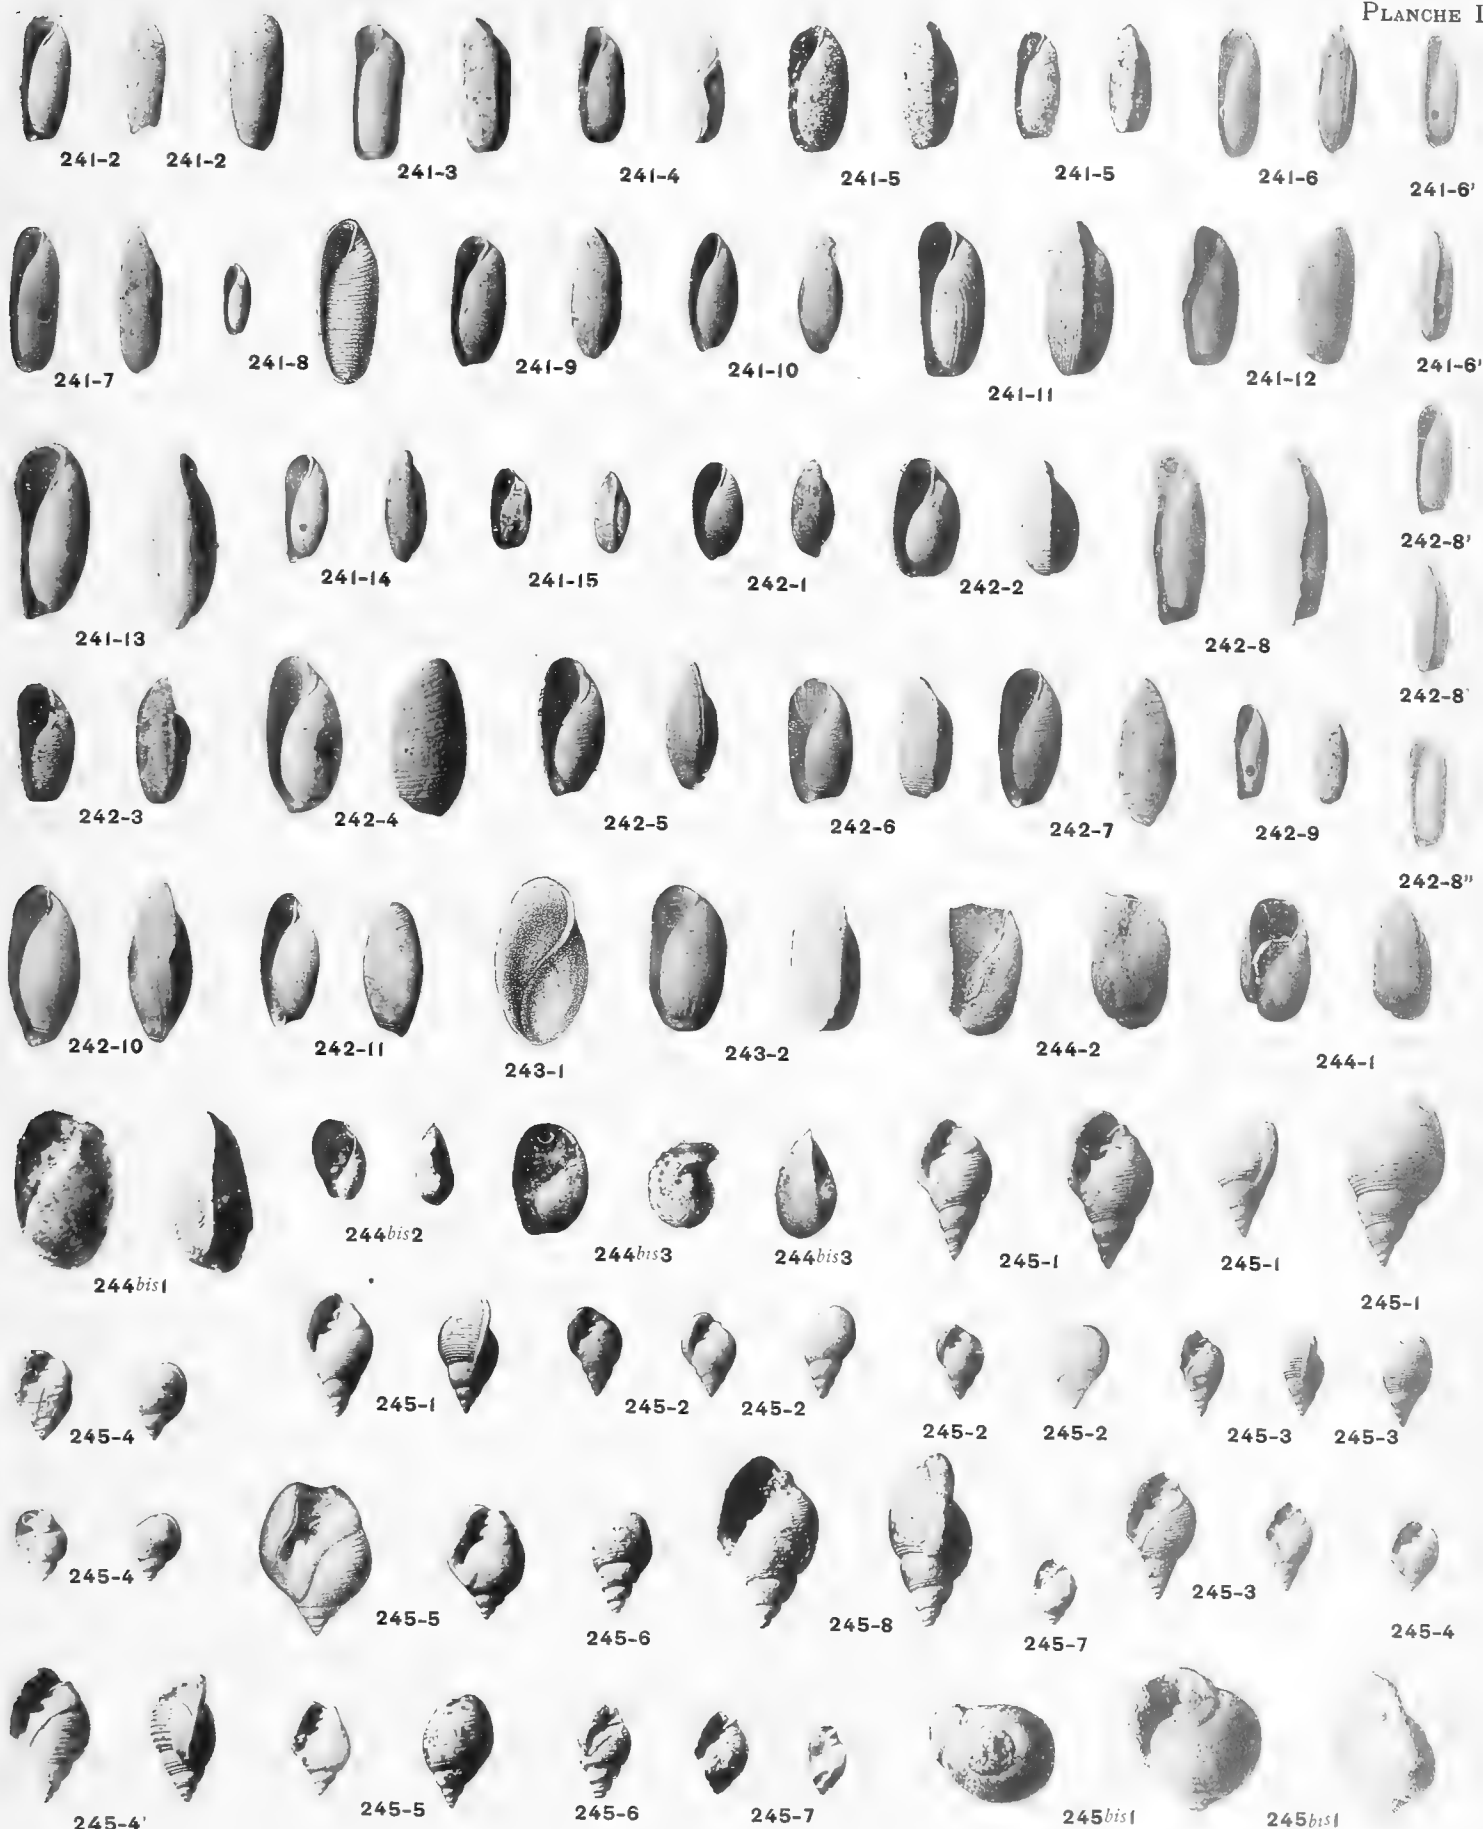 PLANCHE
241-2 241-2 241-3 241-4 241-5 241-5 241-6 241-6'
241-7 241-8 241-9 241-10 241-11 241-12 241-6'
242-8'
241-13 241-14 241-15 242-1 242-2 242-8
242-8'
242-3 242-4 242-5 242-6 242-7 242-9
242-8"
242-10 242-11 243-1 243-2 244-2 244-1
244bis1 244bis2 244bis3 244bis3 245-1 245-1 245-1
245-4 245-1 245-2 245-2 245-2 245-2 245-3 245-3
245-4 245-5 245-6 245-8 245-7 245-3 245-4
245-4' 245-5 245-6 245-7 245bis1 245bis1